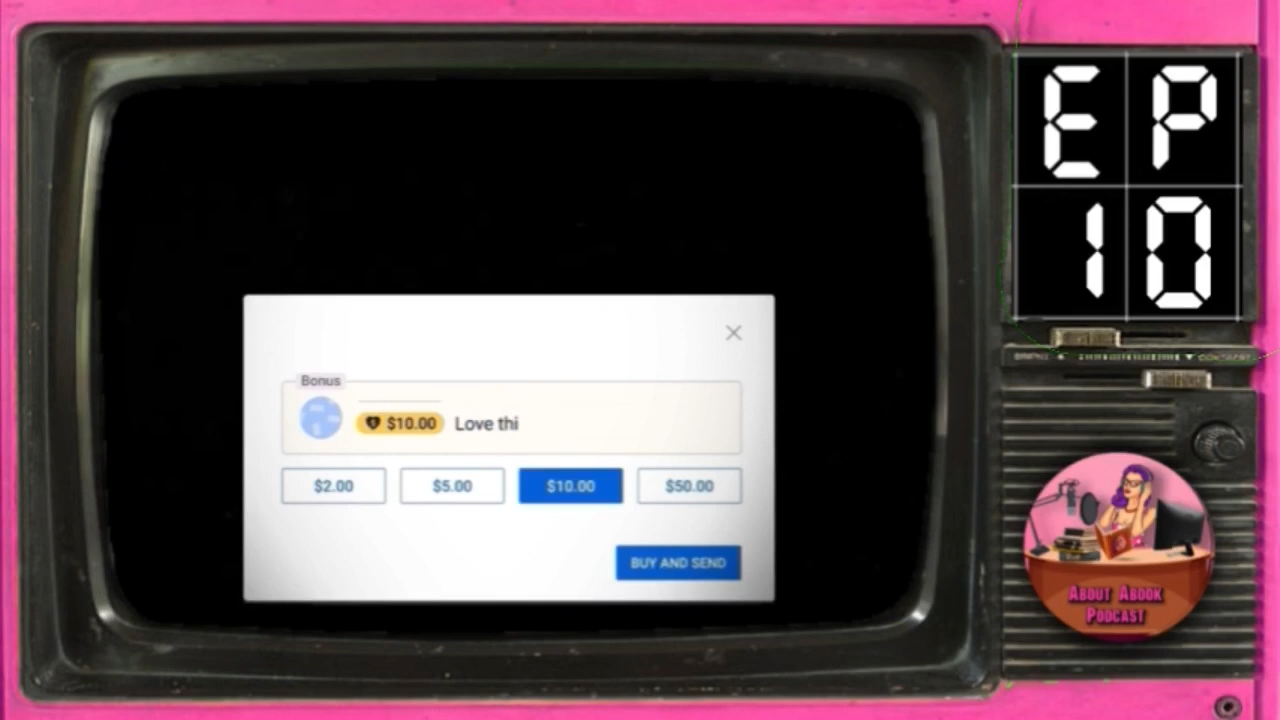 EP
10
Bonus
$10.00 Love thi
$2.00 $5.00 $10.00 $50.00
BUY AND SEND
About Abook
Podcast